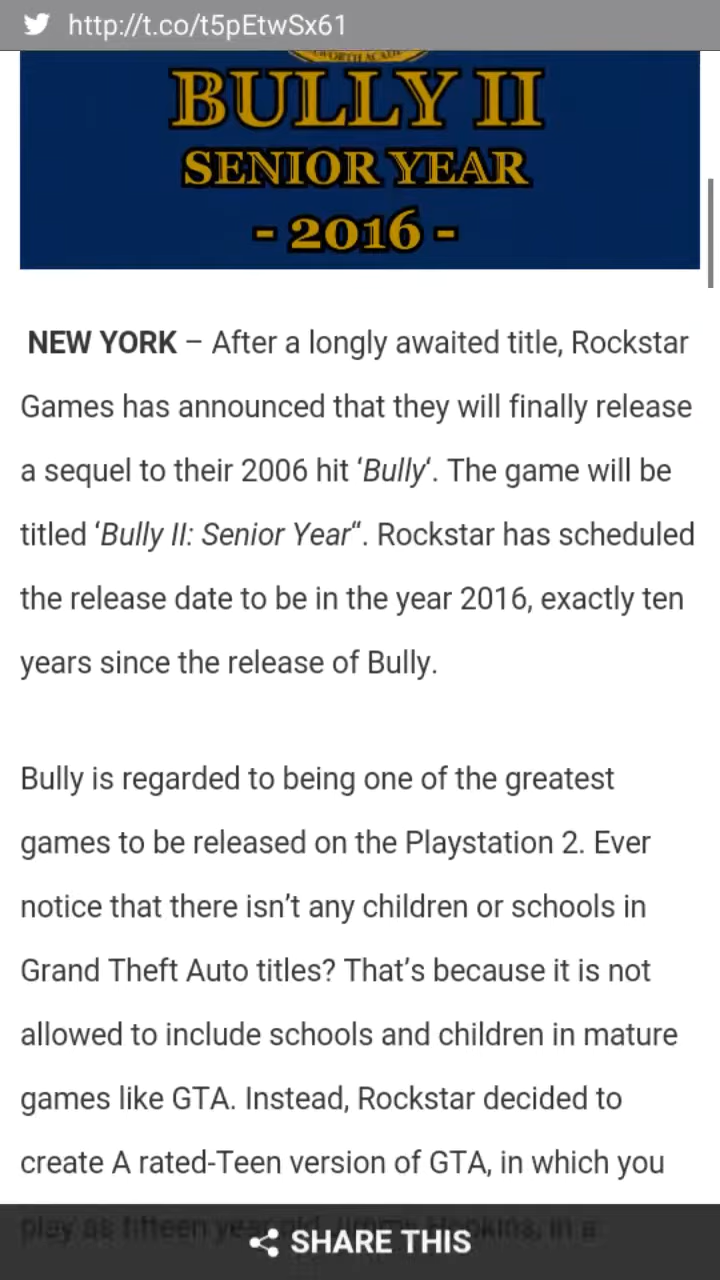 http://t.co/t5pEtwSx61
BULLY II
SENIOR YEAR
- 2016 -
NEW YORK – After a longly awaited title, Rockstar
Games has announced that they will finally release
a sequel to their 2006 hit ‘Bully‘. The game will be
titled ‘Bully II: Senior Year“. Rockstar has scheduled
the release date to be in the year 2016, exactly ten
years since the release of Bully.
Bully is regarded to being one of the greatest
games to be released on the Playstation 2. Ever
notice that there isn’t any children or schools in
Grand Theft Auto titles? That’s because it is not
allowed to include schools and children in mature
games like GTA. Instead, Rockstar decided to
create A rated-Teen version of GTA, in which you
play as fifteen year old
SHARE THIS